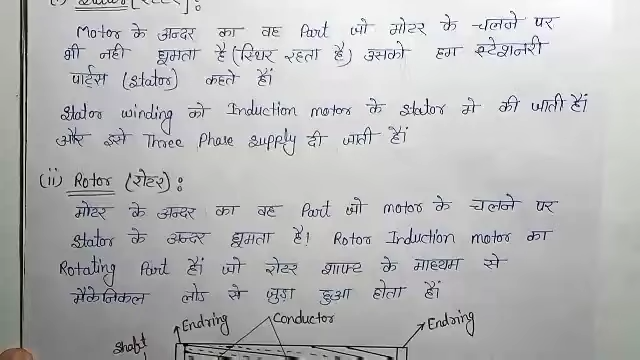 (i) Stator (स्टेटर):
Motor के अन्दर का वह Part जो मोटर के चलने पर
भी नही घूमता है (स्थिर रहता है) उसको हम स्टेशनरी
पार्ट्स (Stator) कहते हैं।
Stator winding को Induction motor के Stator मे की जाती हैं।
और इसे Three Phase Supply दी जाती हैं।
(ii) Rotor (रोटर):
मोटर के अन्दर का वह Part जो motor के चलने पर
Stator के अन्दर घूमता है! Rotor Induction motor का
Rotating Part हैं। जो रोटर शाफ्ट के माध्यम से
मैकेनिकल लोड से जुड़ा हुआ होता हैं।
Endring Conductor Endring
Shaft